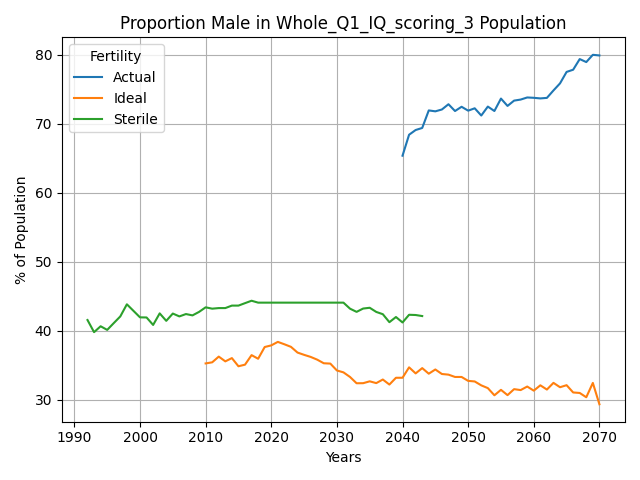 Proportion Male in Whole_Q1_IQ_scoring_3 Population
Fertility
Actual
Ideal
Sterile
% of Population
80
70
60
50
40
30
1990 2000 2010 2020 2030 2040 2050 2060 2070
Years